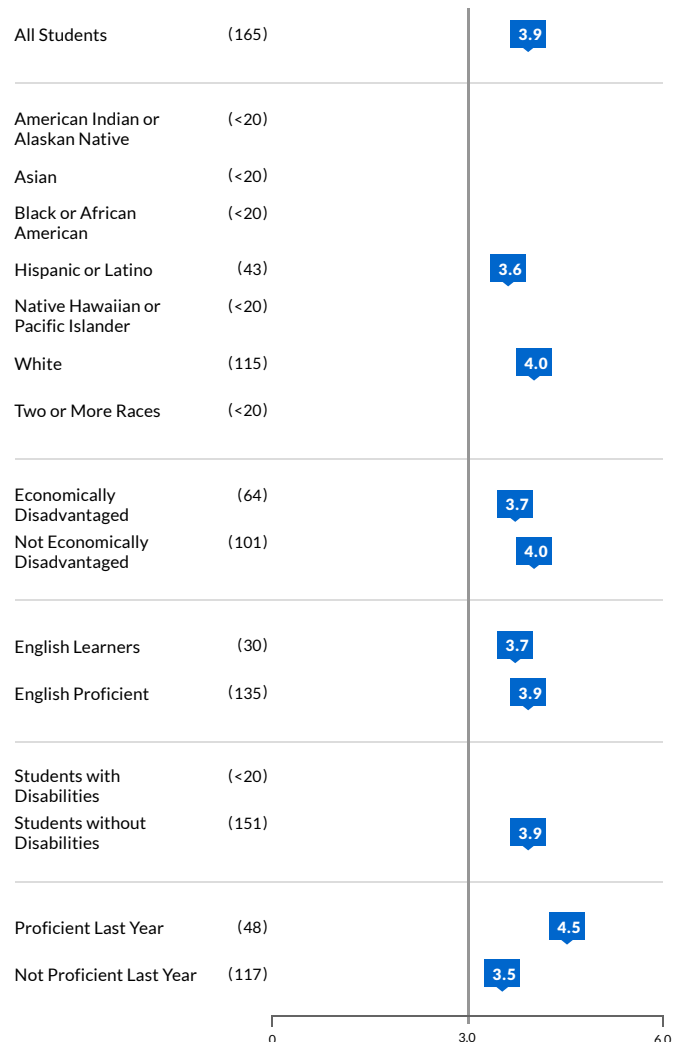 All Students (165) 3.9
American Indian or (<20)
Alaskan Native
Asian (<20)
Black or African (<20)
American
Hispanic or Latino (43) 3.6
Native Hawaiian or (<20)
Pacific Islander
White (115) 4.0
Two or More Races (<20)
Economically (64) 3.7
Disadvantaged
Not Economically (101) 4.0
Disadvantaged
English Learners (30) 3.7
English Proficient (135) 3.9
Students with (<20)
Disabilities
Students without (151) 3.9
Disabilities
Proficient Last Year (48) 4.5
Not Proficient Last Year (117) 3.5
0 3.0 6.0